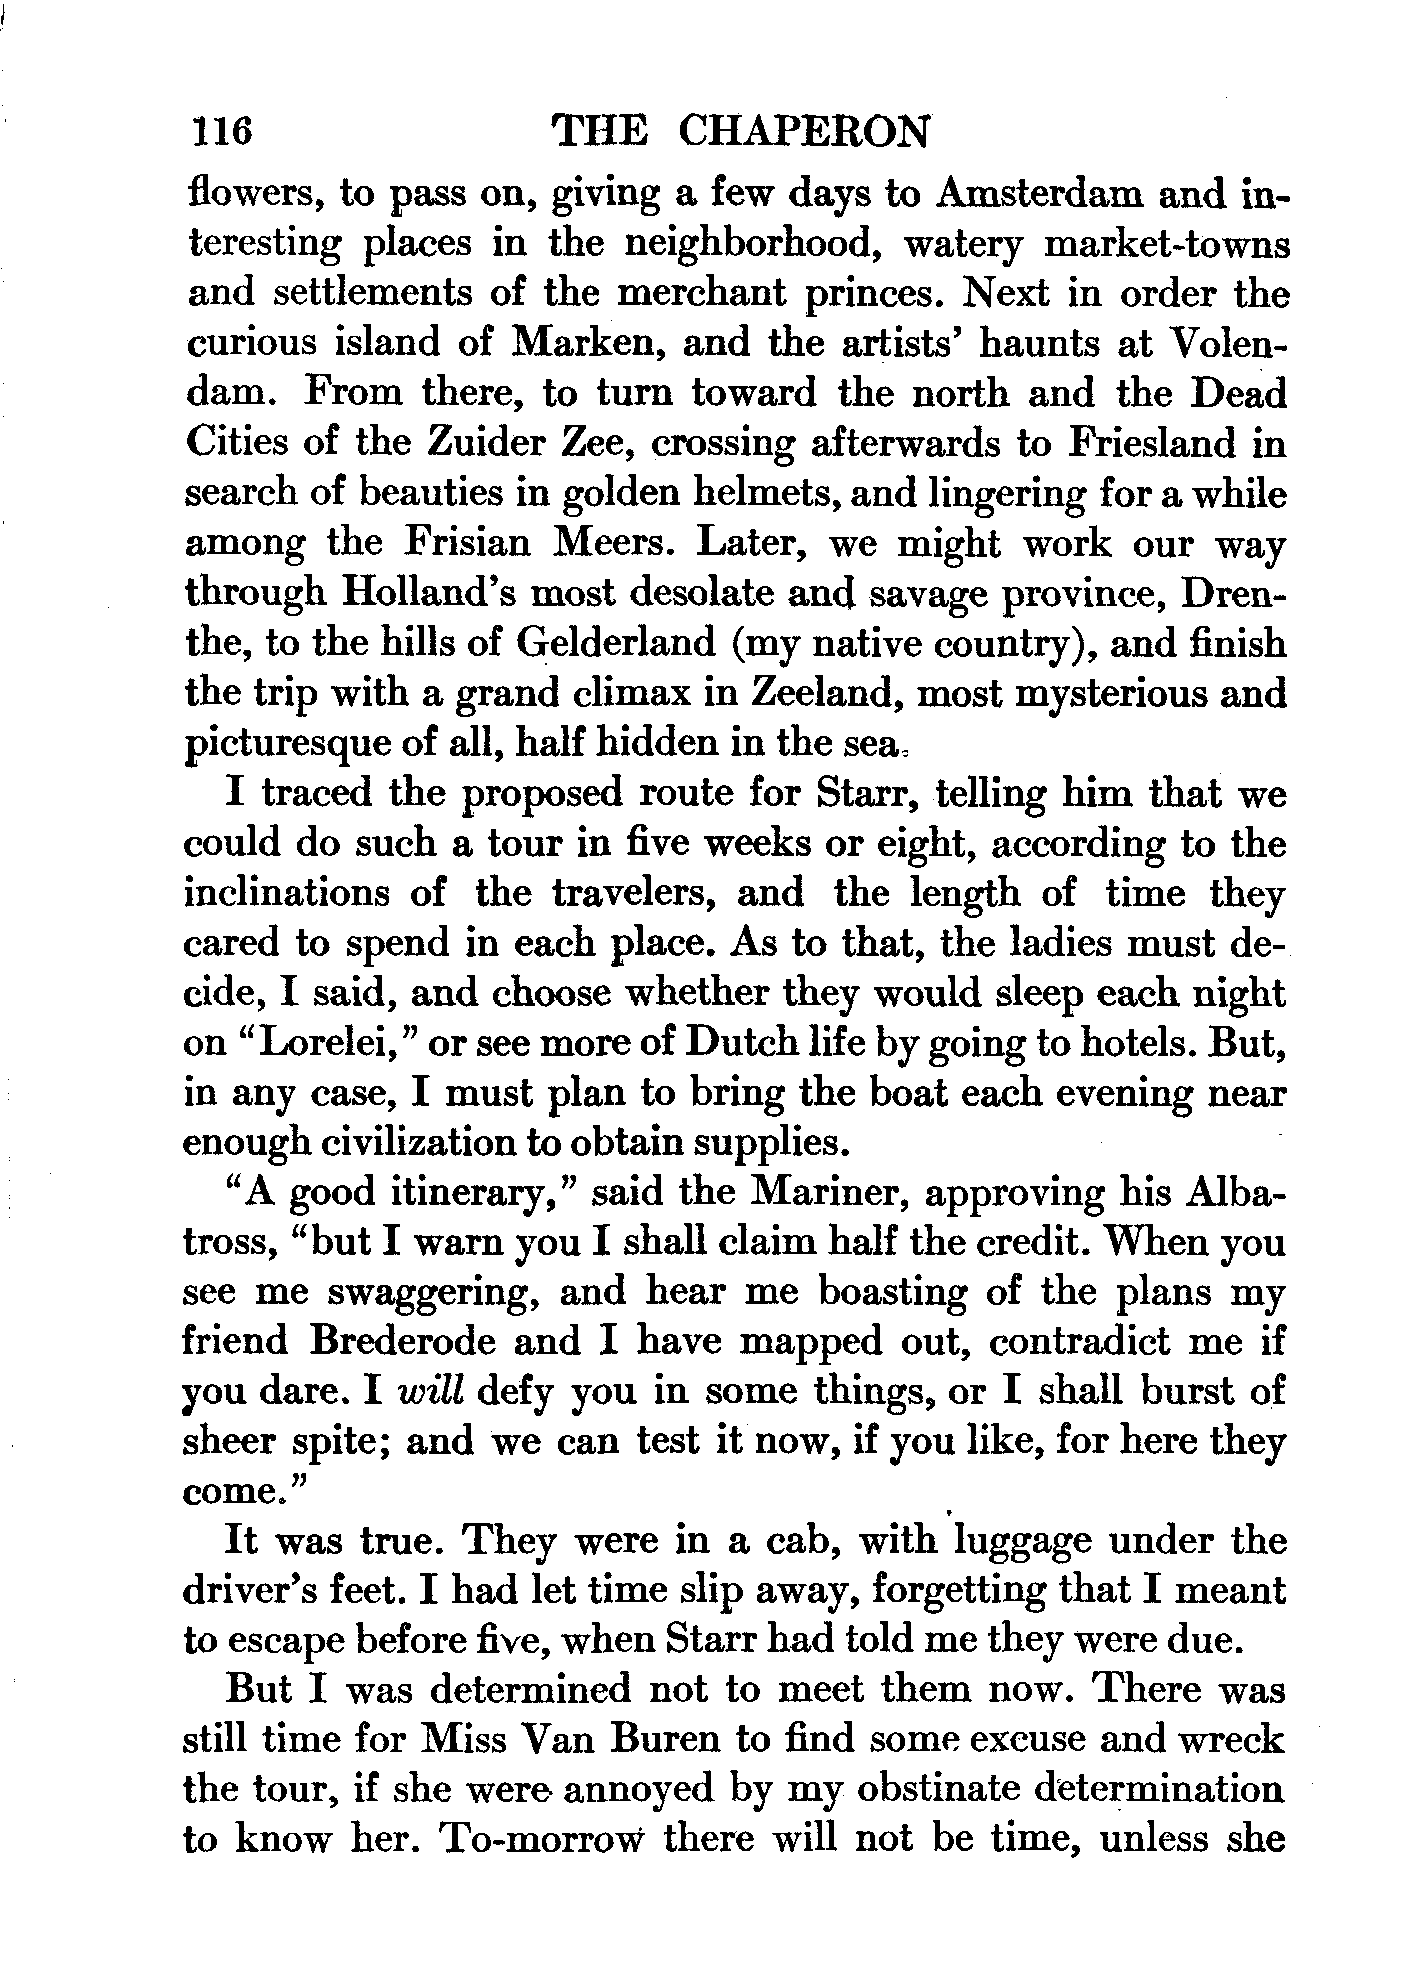 116 THE CHAPERON
flowers, to pass on, giving a few days to Amsterdam and in-
teresting places in the neighborhood, watery market-towns
and settlements of the merchant princes. Next in order the
curious island of Marken, and the artists' haunts at Volen-
dam. From there, to turn toward the north and the Dead
Cities of the Zuider Zee, crossing afterwards to Friesland in
search of beauties in golden helmets, and lingering for a while
among the Frisian Meers. Later, we might work our way
through Holland's most desolate and savage province, Dren-
the, to the hills of Gelderland (my native country), and finish
the trip with a grand climax in Zeeland, most mysterious and
picturesque of all, half hidden in the sea.
I traced the proposed route for Starr, telling him that we
could do such a tour in five weeks or eight, according to the
inclinations of the travelers, and the length of time they
cared to spend in each place. As to that, the ladies must de-
cide, I said, and choose whether they would sleep each night
on "Lorelei," or see more of Dutch life by going to hotels. But,
in any case, I must plan to bring the boat each evening near
enough civilization to obtain supplies.
"A good itinerary," said the Mariner, approving his Alba-
tross, "but I warn you I shall claim half the credit. When you
see me swaggering, and hear me boasting of the plans my
friend Brederode and I have mapped out, contradict me if
you dare. I will defy you in some things, or I shall burst of
sheer spite; and we can test it now, if you like, for here they
come."
It was true. They were in a cab, with luggage under the
driver's feet. I had let time slip away, forgetting that I meant
to escape before five, when Starr had told me they were due.
But I was determined not to meet them now. There was
still time for Miss Van Buren to find some excuse and wreck
the tour, if she were annoyed by my obstinate determination
to know her. To-morrow there will not be time, unless she